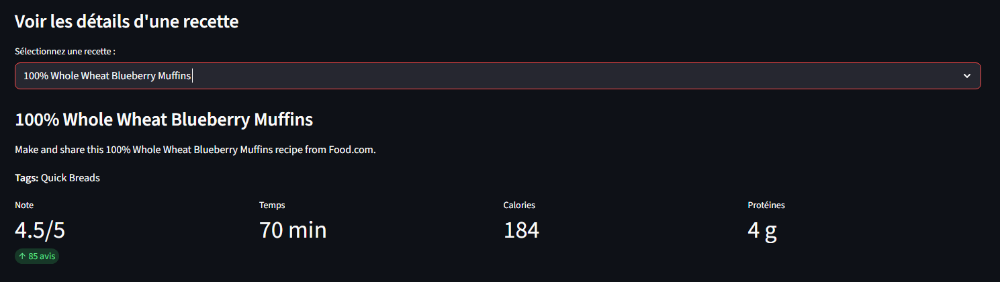 Voir les détails d'une recette
Sélectionnez une recette :
100% Whole Wheat Blueberry Muffins
100% Whole Wheat Blueberry Muffins
Make and share this 100% Whole Wheat Blueberry Muffins recipe from Food.com.
Tags: Quick Breads
Note
4.5/5
↑ 85 avis
Temps
70 min
Calories
184
Protéines
4 g